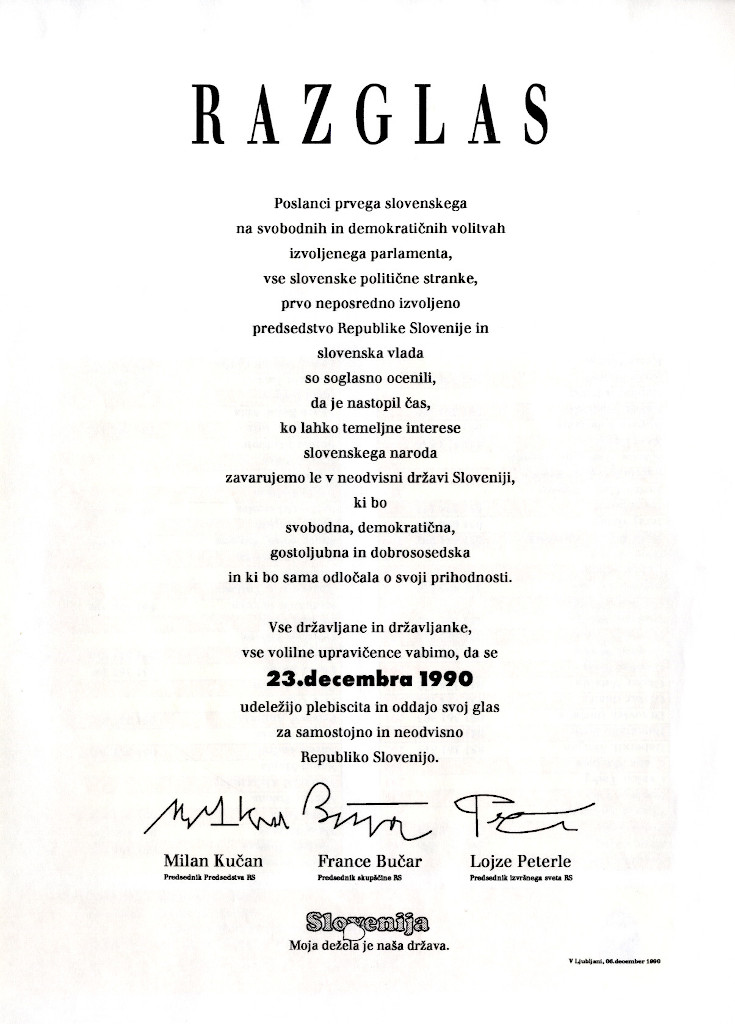 RAZGLAS
Poslanci prvega slovenskega
na svobodnih in demokratičnih volitvah
izvoljenega parlamenta,
vse slovenske politične stranke,
prvo neposredno izvoljeno
predsedstvo Republike Slovenije in
slovenska vlada
so soglasno ocenili,
da je nastopil čas,
ko lahko temeljne interese
slovenskega naroda
zavarujemo le v neodvisni državi Sloveniji,
ki bo
svobodna, demokratična,
gostoljubna in dobrososedska
in ki bo sama odločala o svoji prihodnosti.
Vse državljane in državljanke,
vse volilne upravičence vabimo, da se
23.decembra 1990
udeležijo plebiscita in oddajo svoj glas
za samostojno in neodvisno
Republiko Slovenijo.
Milan Kučan France Bučar Lojze Peterle
Predsednik Predsedstva RS Predsednik skupščine RS Predsednik izvršnega sveta RS
Slovenija
Moja dežela je naša država.
V Ljubljani, 06.december 1990